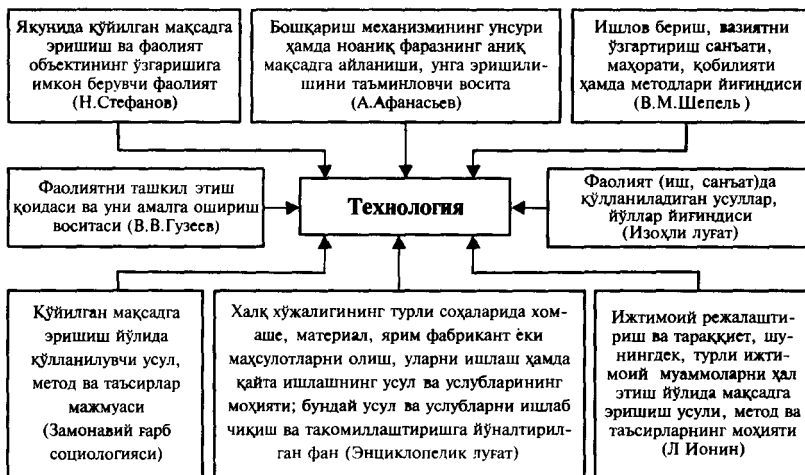 Якунида қўйилган мақсадга
эришиш ва фаолият
объектининг ўзгаришига
имкон берувчи фаолият
(Н.Стефанов)
Бошқариш механизмининг унсури
ҳамда ноаниқ фаразнинг аниқ
мақсадга айланиши, унга эришили-
шини таъминловчи восита
(А.Афанасьев)
Ишлов бериш, вазиятни
ўзгартириш санъати,
маҳорати, қобилияти
ҳамда методлари йиғиндиси
(В.М.Шепель)
Фаолиятни ташкил этиш
қоидаси ва уни амалга ошириш
воситаси (В.В.Гузеев)
Технология
Фаолият (иш, санъат)да
қўлланиладиган усуллар,
йўллар йиғиндиси
(Изоҳли луғат)
Қўйилган мақсадга
эришиш йўлида
қўлланилувчи усул,
метод ва таъсирлар
мажмуаси
(Замонавий ғарб
социологияси)
Халқ хўжалигининг турли соҳаларида хом-
аше, материал, ярим фабрикант ёки
маҳсулотларни олиш, уларни ишлаш ҳамда
қайта ишлашнинг усул ва услубларининг
моҳияти; бундай усул ва услубларни ишлаб
чиқиш ва такомиллаштиришга йўналтирил-
ган фан (Энциклопелик луғат)
Ижтимоий режалашти-
риш ва тараққиет, шу-
нингдек, турли ижти-
моий муаммоларни ҳал
этиш йўлида мақсадга
эришиш усули, метод ва
таъсирларнинг моҳияти
(Л Ионин)